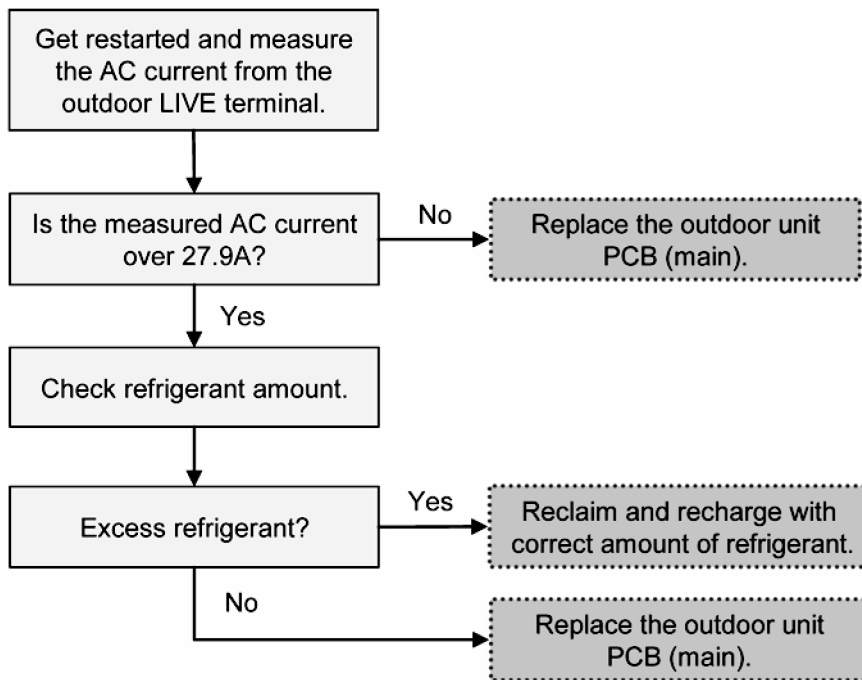 Get restarted and measure
the AC current from the
outdoor LIVE terminal.
Is the measured AC current
over 27.9A?
No
Replace the outdoor unit
PCB (main).
Yes
Check refrigerant amount.
Excess refrigerant?
Yes
Reclaim and recharge with
correct amount of refrigerant.
No
Replace the outdoor unit
PCB (main).